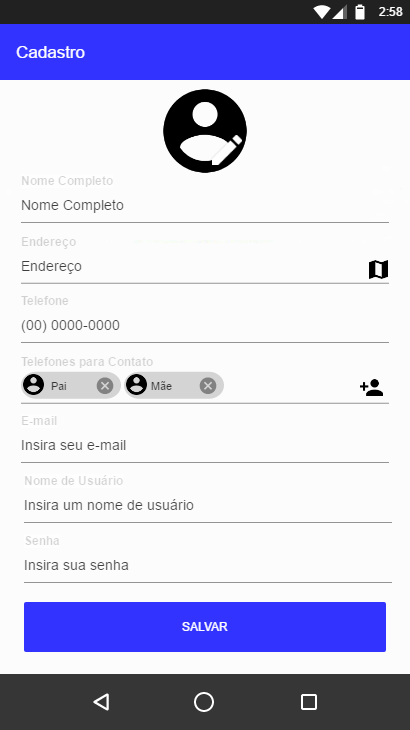 2:58
Cadastro
Nome Completo
Nome Completo
Endereço
Endereço
Telefone
(00) 0000-0000
Telefones para Contato
Pai Mãe
E-mail
Insira seu e-mail
Nome de Usuário
Insira um nome de usuário
Senha
Insira sua senha
SALVAR